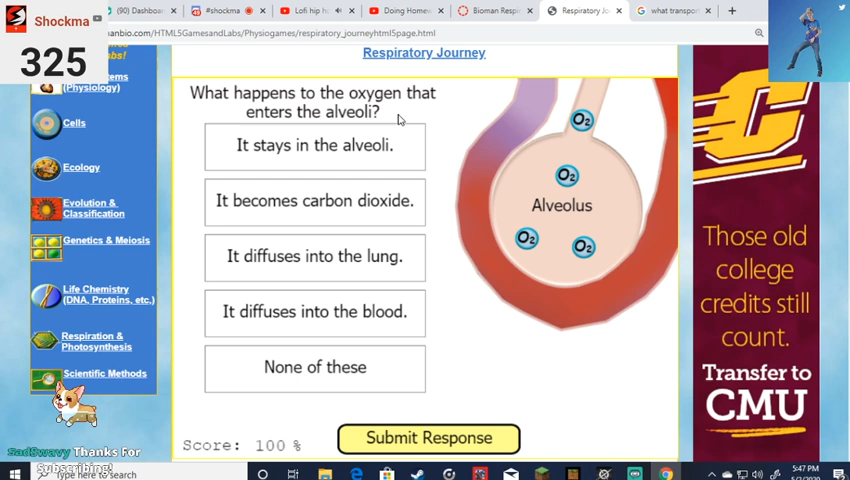 Shockma
325
(90) Dashboar
#shockma
Lofi hip h
Doing Home
Bioman Resp
Respiratory Jou
what transport
anbio.com/HTML5GamesandLabs/Physiogames/respiratory_journeyhtml5page.html
Respiratory Journey
(Physiology)
Cells
Ecology
Evolution &
Classification
Genetics & Meiosis
Life Chemistry
(DNA, Proteins, etc.)
Respiration &
Photosynthesis
Scientific Methods
What happens to the oxygen that
enters the alveoli?
It stays in the alveoli.
It becomes carbon dioxide.
It diffuses into the lung.
It diffuses into the blood.
None of these
Score: 100 %
Submit Response
O2
O2
Alveolus
O2
O2
C
Those old
college
credits still
count.
Transfer to
CMU
SadSwavy Thanks For
Subscribing!
Type here to search
5:47 PM